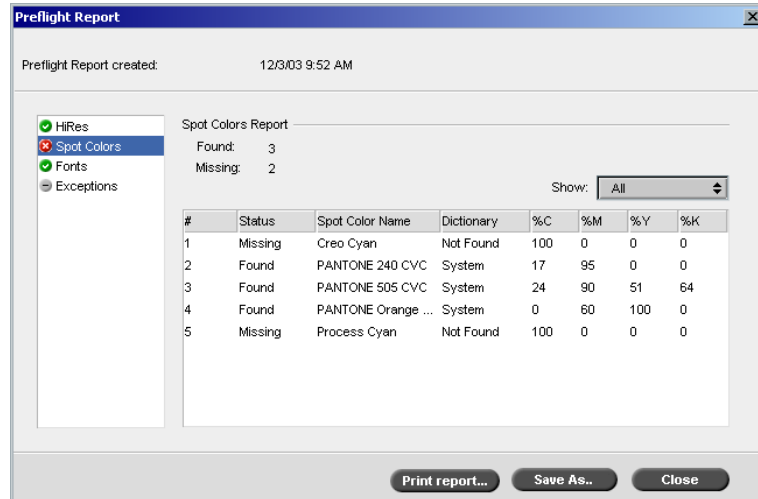 Preflight Report
Preflight Report created: 12/3/03 9:52 AM
HiRes
Spot Colors
Fonts
Exceptions
Spot Colors Report
Found: 3
Missing: 2
Show: All
# Status Spot Color Name Dictionary %C %M %Y %K
1 Missing Creo Cyan Not Found 100 0 0 0
2 Found PANTONE 240 CVC System 17 95 0 0
3 Found PANTONE 505 CVC System 24 90 51 64
4 Found PANTONE Orange ... System 0 60 100 0
5 Missing Process Cyan Not Found 100 0 0 0
Print report... Save As.. Close